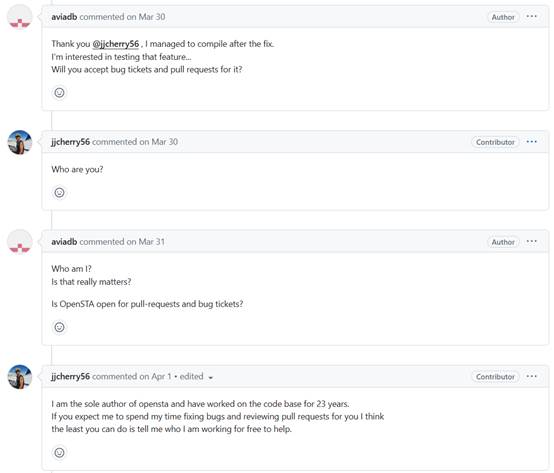 aviadb commented on Mar 30
Author
Thank you @jjcherry56 , I managed to compile after the fix.
I'm interested in testing that feature...
Will you accept bug tickets and pull requests for it?
jjcherry56 commented on Mar 30
Contributor
Who are you?
aviadb commented on Mar 31
Author
Who am I?
Is that really matters?
Is OpenSTA open for pull-requests and bug tickets?
jjcherry56 commented on Apr 1 • edited
Contributor
I am the sole author of opensta and have worked on the code base for 23 years.
If you expect me to spend my time fixing bugs and reviewing pull requests for you I think
the least you can do is tell me who I am working for free to help.